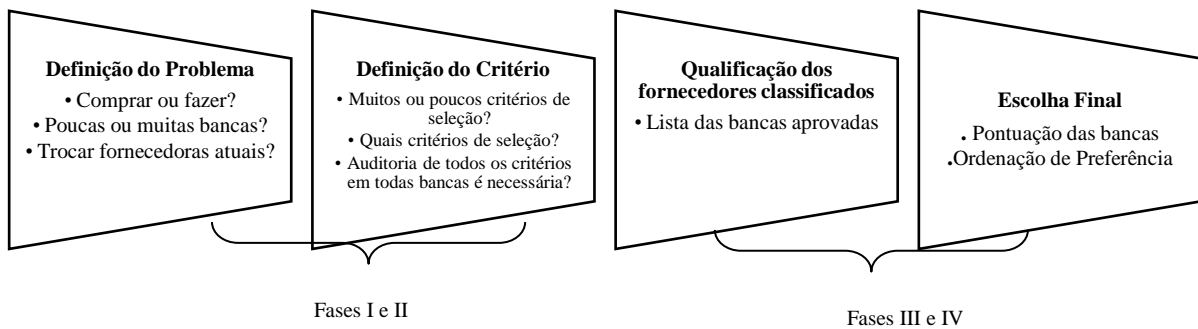 Definição do Problema
• Comprar ou fazer?
• Poucas ou muitas bancas?
• Trocar fornecedoras atuais?
Definição do Critério
• Muitos ou poucos critérios de
seleção?
• Quais critérios de seleção?
• Auditoria de todos os critérios
em todas bancas é necessária?
Qualificação dos
fornecedores classificados
• Lista das bancas aprovadas
Escolha Final
. Pontuação das bancas
.Ordenação de Preferência
Fases I e II
Fases III e IV